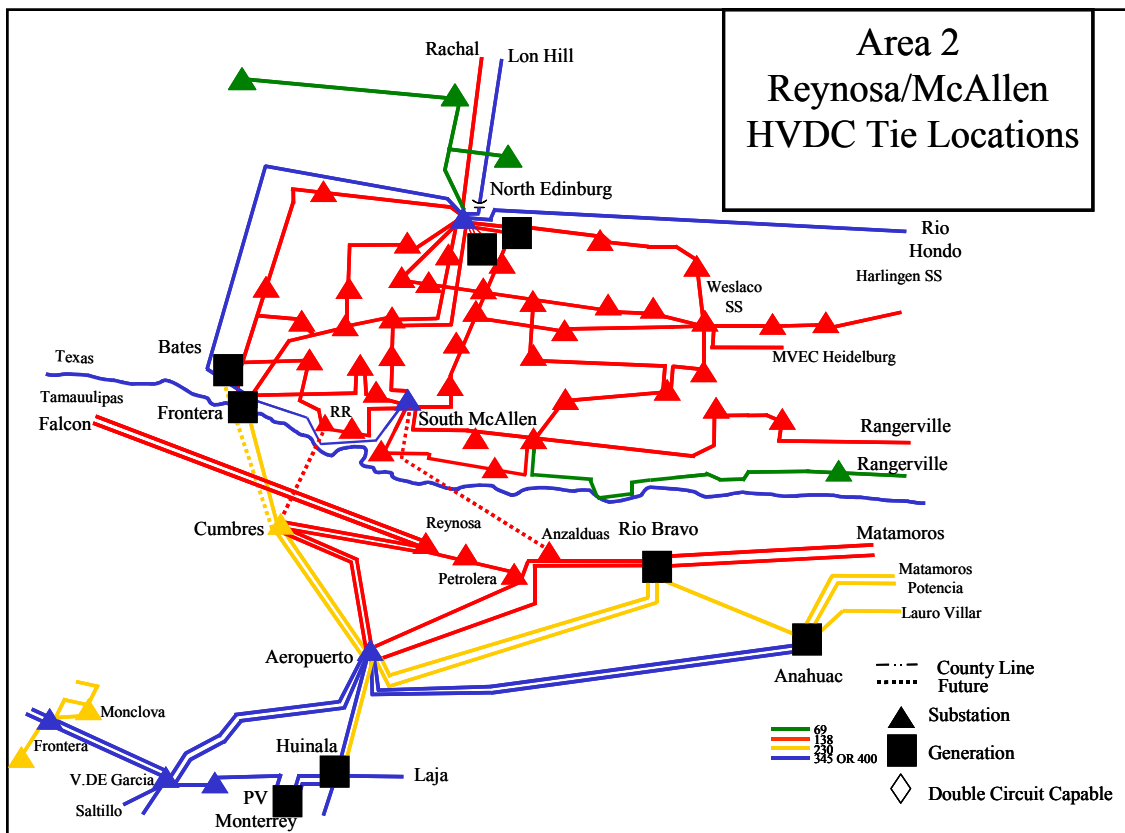 Area 2
Reynosa/McAllen
HVDC Tie Locations
Rachal
Lon Hill
North Edinburg
Rio
Hondo
Harlingen SS
Weslaco
SS
MVEC Heidelburg
Bates
Texas
Tamaulipas
Frontera
Falcon
RR
South McAllen
Rangerville
Rangerville
Cumbres
Reynosa
Anzalduas
Rio Bravo
Petrolera
Matamoros
Matamoros
Potencia
Lauro Villar
Aeropuerto
Anahuac
Monclova
Frontera
Huinala
V.DE Garcia
Laja
Saltillo
PV
Monterrey
County Line
Future
Substation
Generation
Double Circuit Capable
69
138
230
345 OR 400